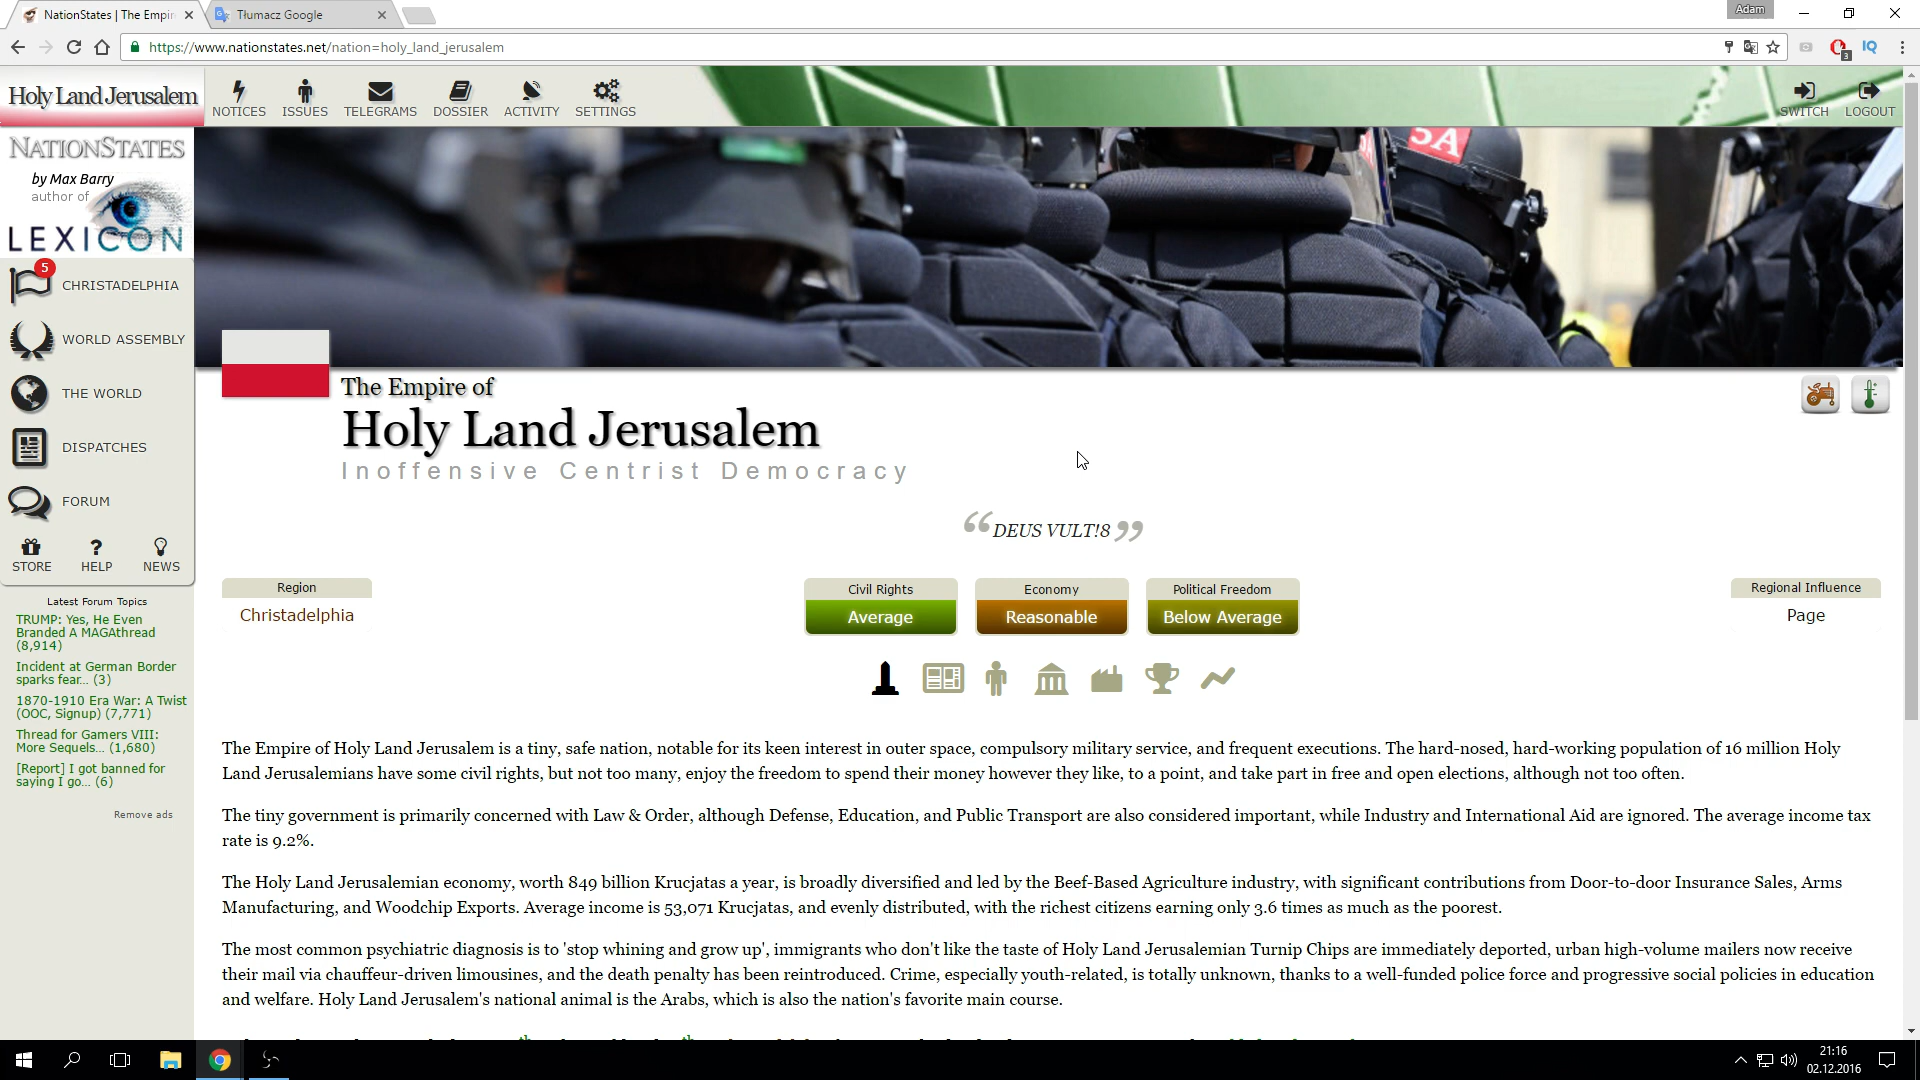 NationStates | The Empir
Tłumacz Google
Adam
https://www.nationstates.net/nation=holy_land_jerusalem
3
IQ
Holy Land Jerusalem
NOTICES
ISSUES
TELEGRAMS
DOSSIER
ACTIVITY
SETTINGS
SWITCH
LOGOUT
NATIONSTATES
by Max Barry
author of
LEXICON
5A
5
CHRISTADELPHIA
WORLD ASSEMBLY
THE WORLD
DISPATCHES
FORUM
STORE
HELP
NEWS
Latest Forum Topics
TRUMP: Yes, He Even
Branded A MAGAthread
(8,914)
Incident at German Border
sparks fear... (3)
1870-1910 Era War: A Twist
(OOC, Signup) (7,771)
Thread for Gamers VIII:
More Sequels... (1,680)
[Report] I got banned for
saying I go... (6)
Remove ads
The Empire of
Holy Land Jerusalem
Inoffensive Centrist Democracy
“DEUS VULT!8”
Region
Christadelphia
Civil Rights
Average
Economy
Reasonable
Political Freedom
Below Average
Regional Influence
Page
The Empire of Holy Land Jerusalem is a tiny, safe nation, notable for its keen interest in outer space, compulsory military service, and frequent executions. The hard-nosed, hard-working population of 16 million Holy
Land Jerusalemians have some civil rights, but not too many, enjoy the freedom to spend their money however they like, to a point, and take part in free and open elections, although not too often.
The tiny government is primarily concerned with Law & Order, although Defense, Education, and Public Transport are also considered important, while Industry and International Aid are ignored. The average income tax
rate is 9.2%.
The Holy Land Jerusalemian economy, worth 849 billion Krucjatas a year, is broadly diversified and led by the Beef-Based Agriculture industry, with significant contributions from Door-to-door Insurance Sales, Arms
Manufacturing, and Woodchip Exports. Average income is 53,071 Krucjatas, and evenly distributed, with the richest citizens earning only 3.6 times as much as the poorest.
The most common psychiatric diagnosis is to 'stop whining and grow up', immigrants who don't like the taste of Holy Land Jerusalemian Turnip Chips are immediately deported, urban high-volume mailers now receive
their mail via chauffeur-driven limousines, and the death penalty has been reintroduced. Crime, especially youth-related, is totally unknown, thanks to a well-funded police force and progressive social policies in education
and welfare. Holy Land Jerusalem's national animal is the Arabs, which is also the nation's favorite main course.
21:16
02.12.2016